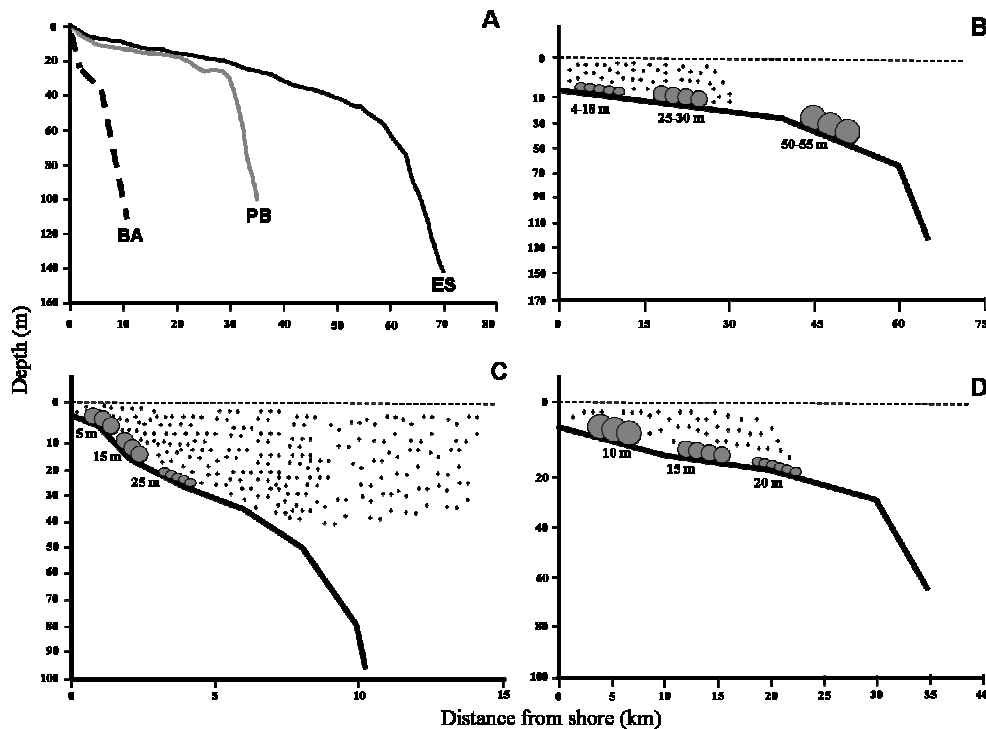 A
0
20
40
60
80
100
120
140
160
BA
PB
ES
0 10 20 30 40 50 60 70 80
B
0
10
30
50
70
90
110
130
150
170
4-18 m
25-30 m
50-55 m
0 15 30 45 60 75
Depth (m)
C
0
10
20
30
40
50
60
70
80
90
100
5 m
15 m
25 m
0 5 10 15
D
0
20
40
60
80
100
10 m
15 m
20 m
0 5 10 15 20 25 30 35 40
Distance from shore (km)